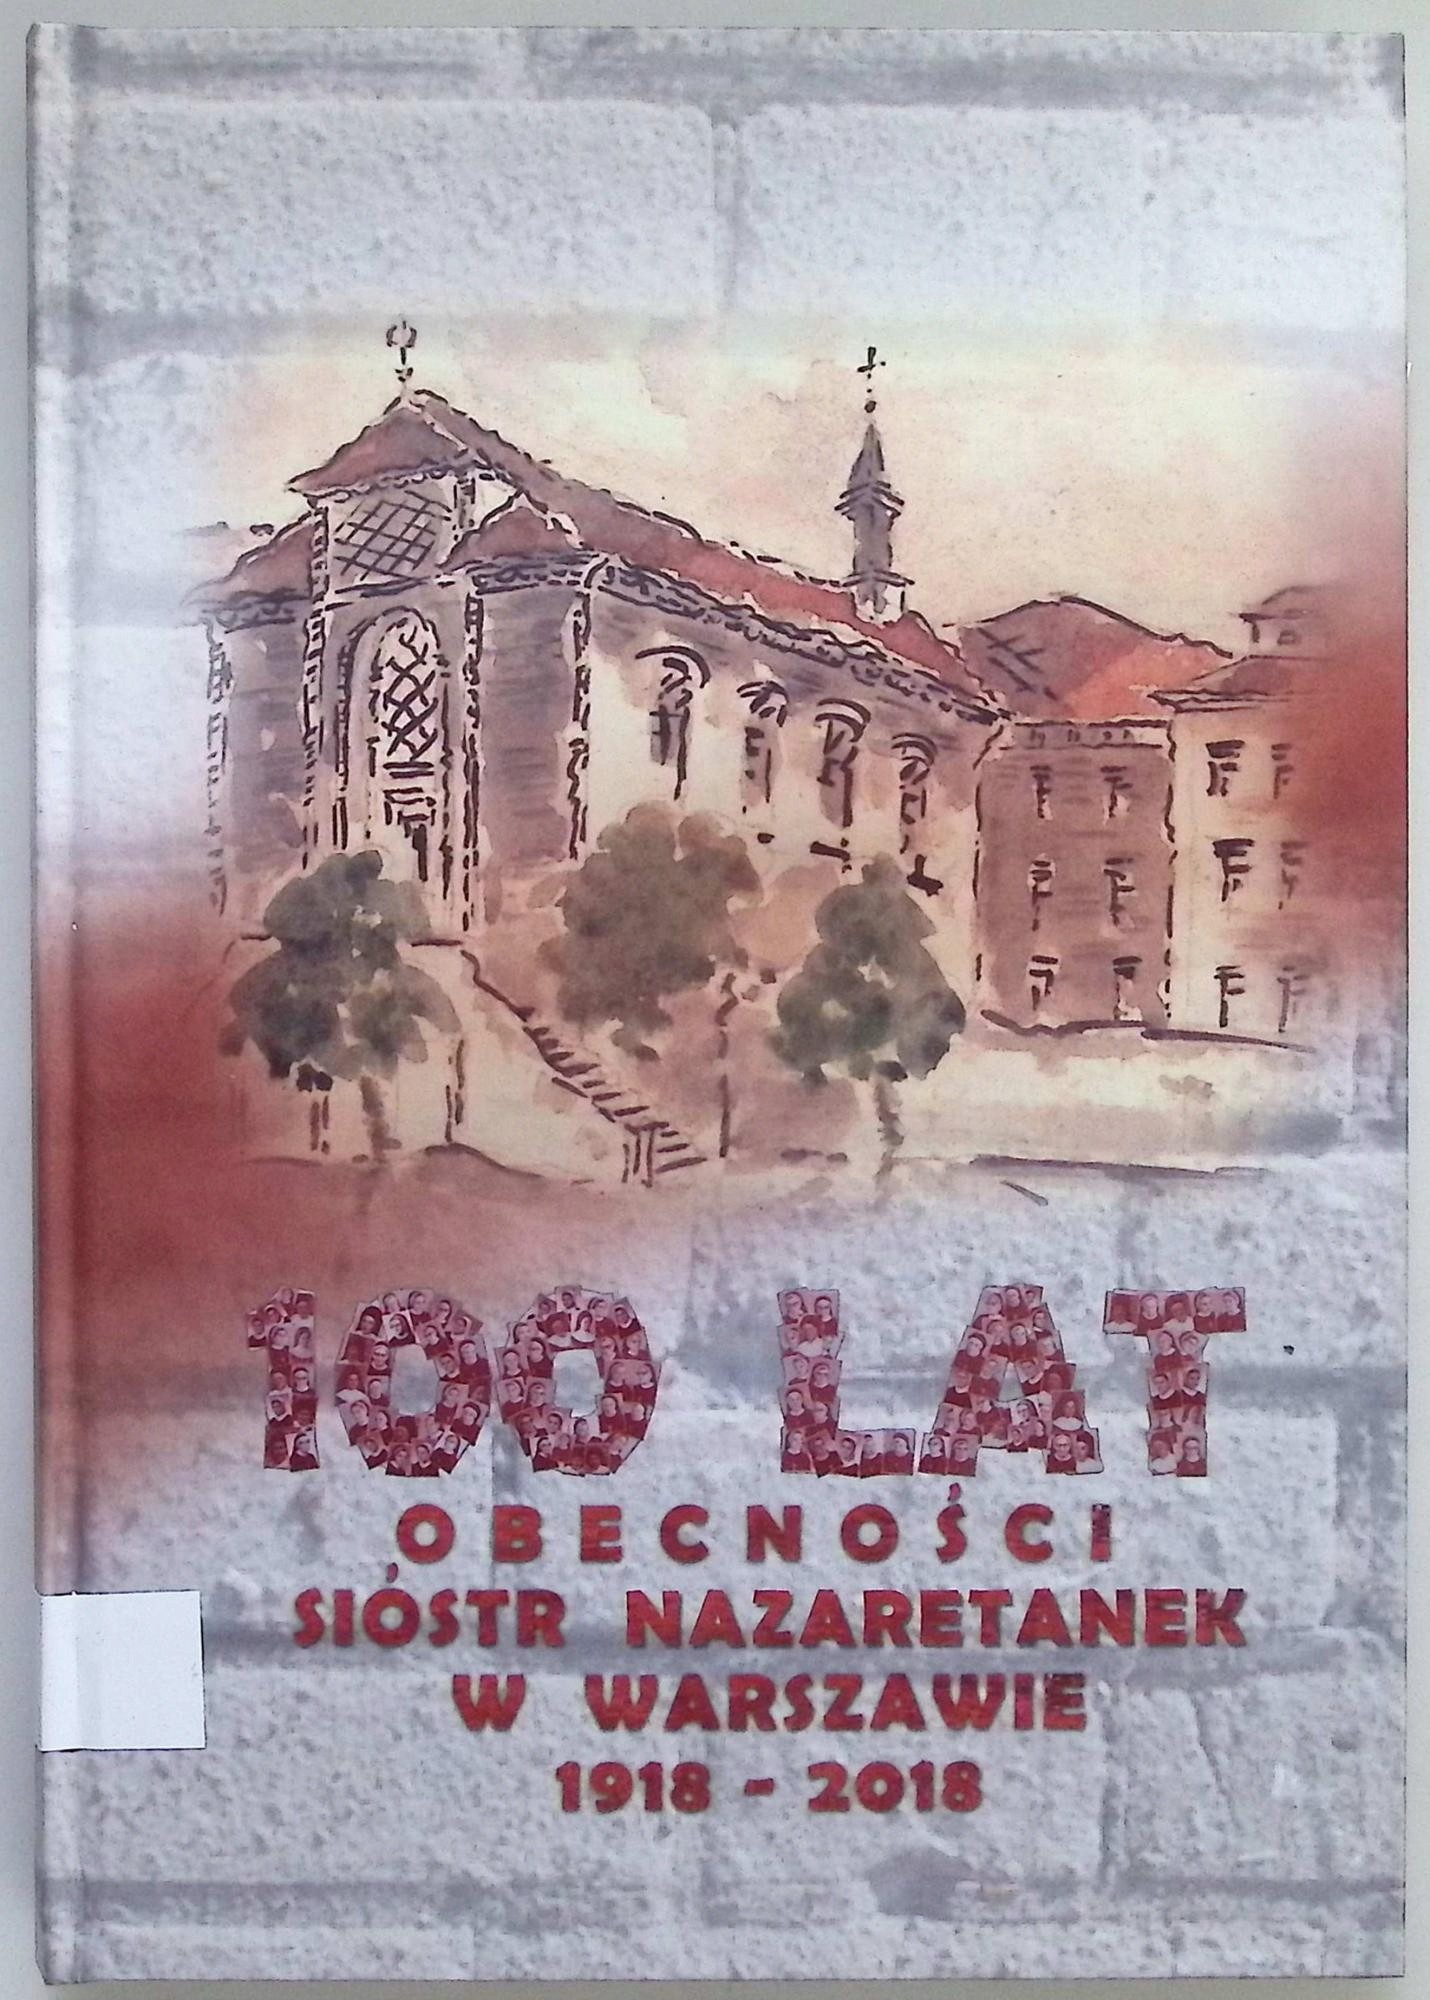 100 LAT
OBECNOŚCI
SIÓSTR NAZARETANEK
W WARSZAWIE
1918 - 2018